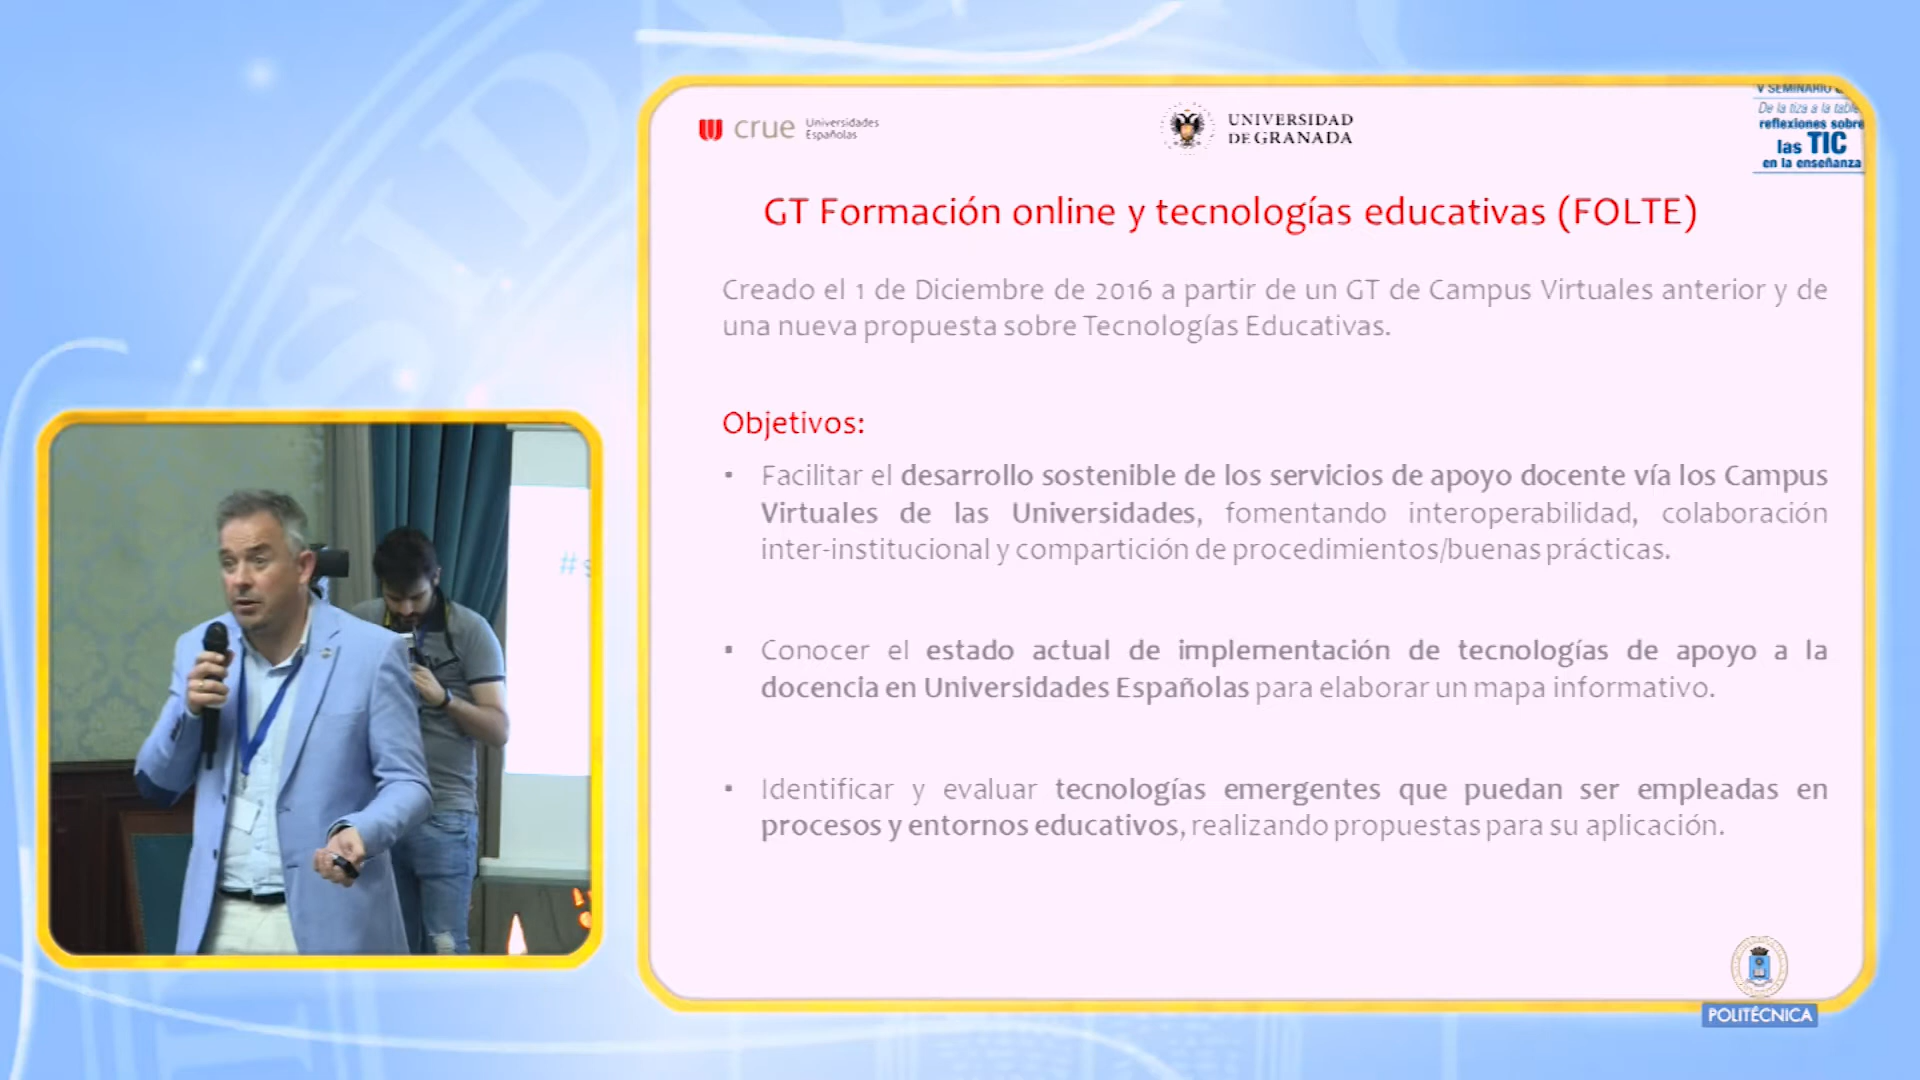 crue Universidades
Españolas
UNIVERSIDAD
DE GRANADA
V SEMINARIO
De la tiza a la
reflexiones sobre
las TIC
en la enseñanza
GT Formación online y tecnologías educativas (FOLTE)
Creado el 1 de Diciembre de 2016 a partir de un GT de Campus Virtuales anterior y de
una nueva propuesta sobre Tecnologías Educativas.
Objetivos:
▪ Facilitar el desarrollo sostenible de los servicios de apoyo docente vía los Campus
Virtuales de las Universidades, fomentando interoperabilidad, colaboración
inter-institucional y compartición de procedimientos/buenas prácticas.
▪ Conocer el estado actual de implementación de tecnologías de apoyo a la
docencia en Universidades Españolas para elaborar un mapa informativo.
▪ Identificar y evaluar tecnologías emergentes que puedan ser empleadas en
procesos y entornos educativos, realizando propuestas para su aplicación.
POLITÉCNICA